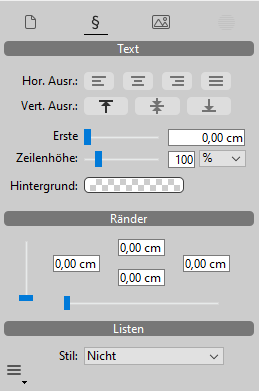 §
Text
Hor. Ausr.:
Vert. Ausr.:
Erste 0,00 cm
Zeilenhöhe: 100 %
Hintergrund:
Ränder
0,00 cm
0,00 cm 0,00 cm
0,00 cm
Listen
Stil: Nicht